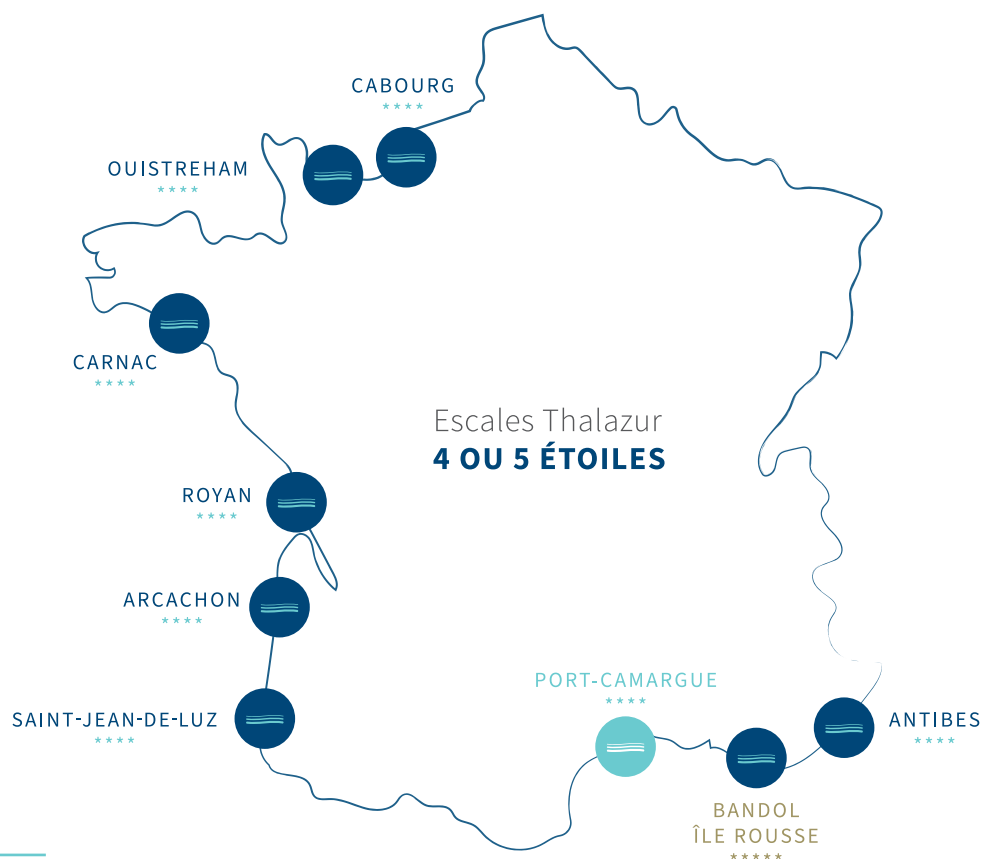 CABOURG
****
OUISTREHAM
****
CARNAC
****
Escales Thalazur
4 OU 5 ÉTOILES
ROYAN
****
ARCACHON
****
PORT-CAMARGUE
****
SAINT-JEAN-DE-LUZ
****
ANTIBES
****
BANDOL
ÎLE ROUSSE
*****